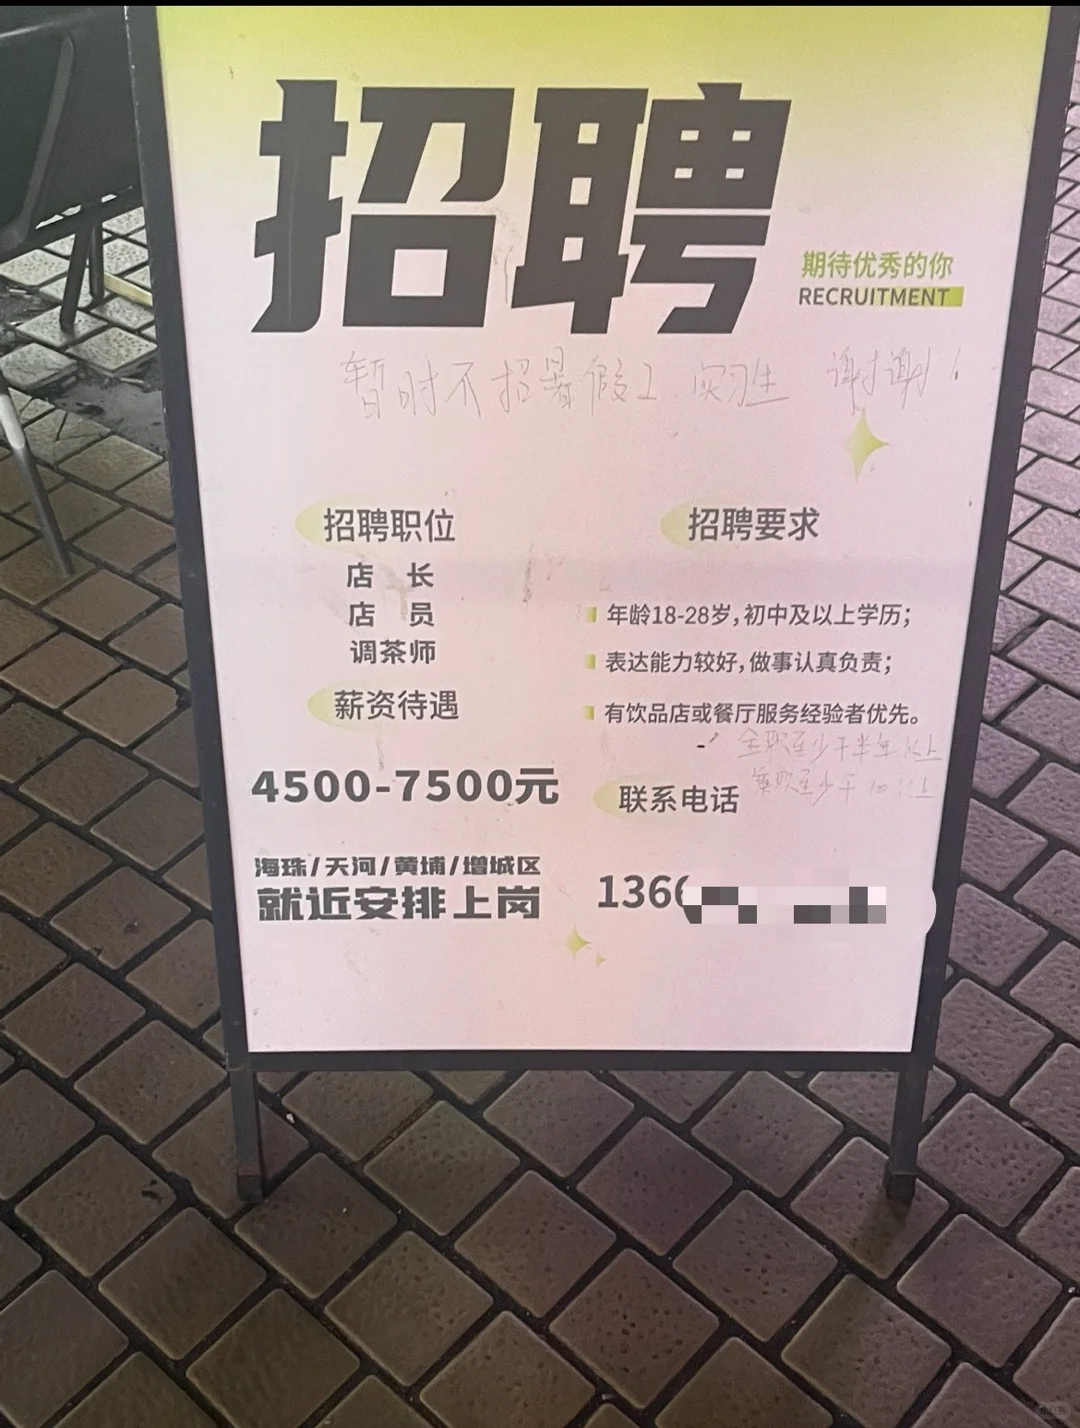 招聘
期待优秀的你
RECRUITMENT
暂时不招暑假工、实习生 谢谢！
招聘职位
店 长
店 员
调茶师
薪资待遇
4500-7500元
海珠/天河/黄埔/增城区
就近安排上岗
招聘要求
年龄18-28岁,初中及以上学历;
表达能力较好,做事认真负责;
有饮品店或餐厅服务经验者优先。
全职至少干半年以上
兼职至少干
联系电话
1366